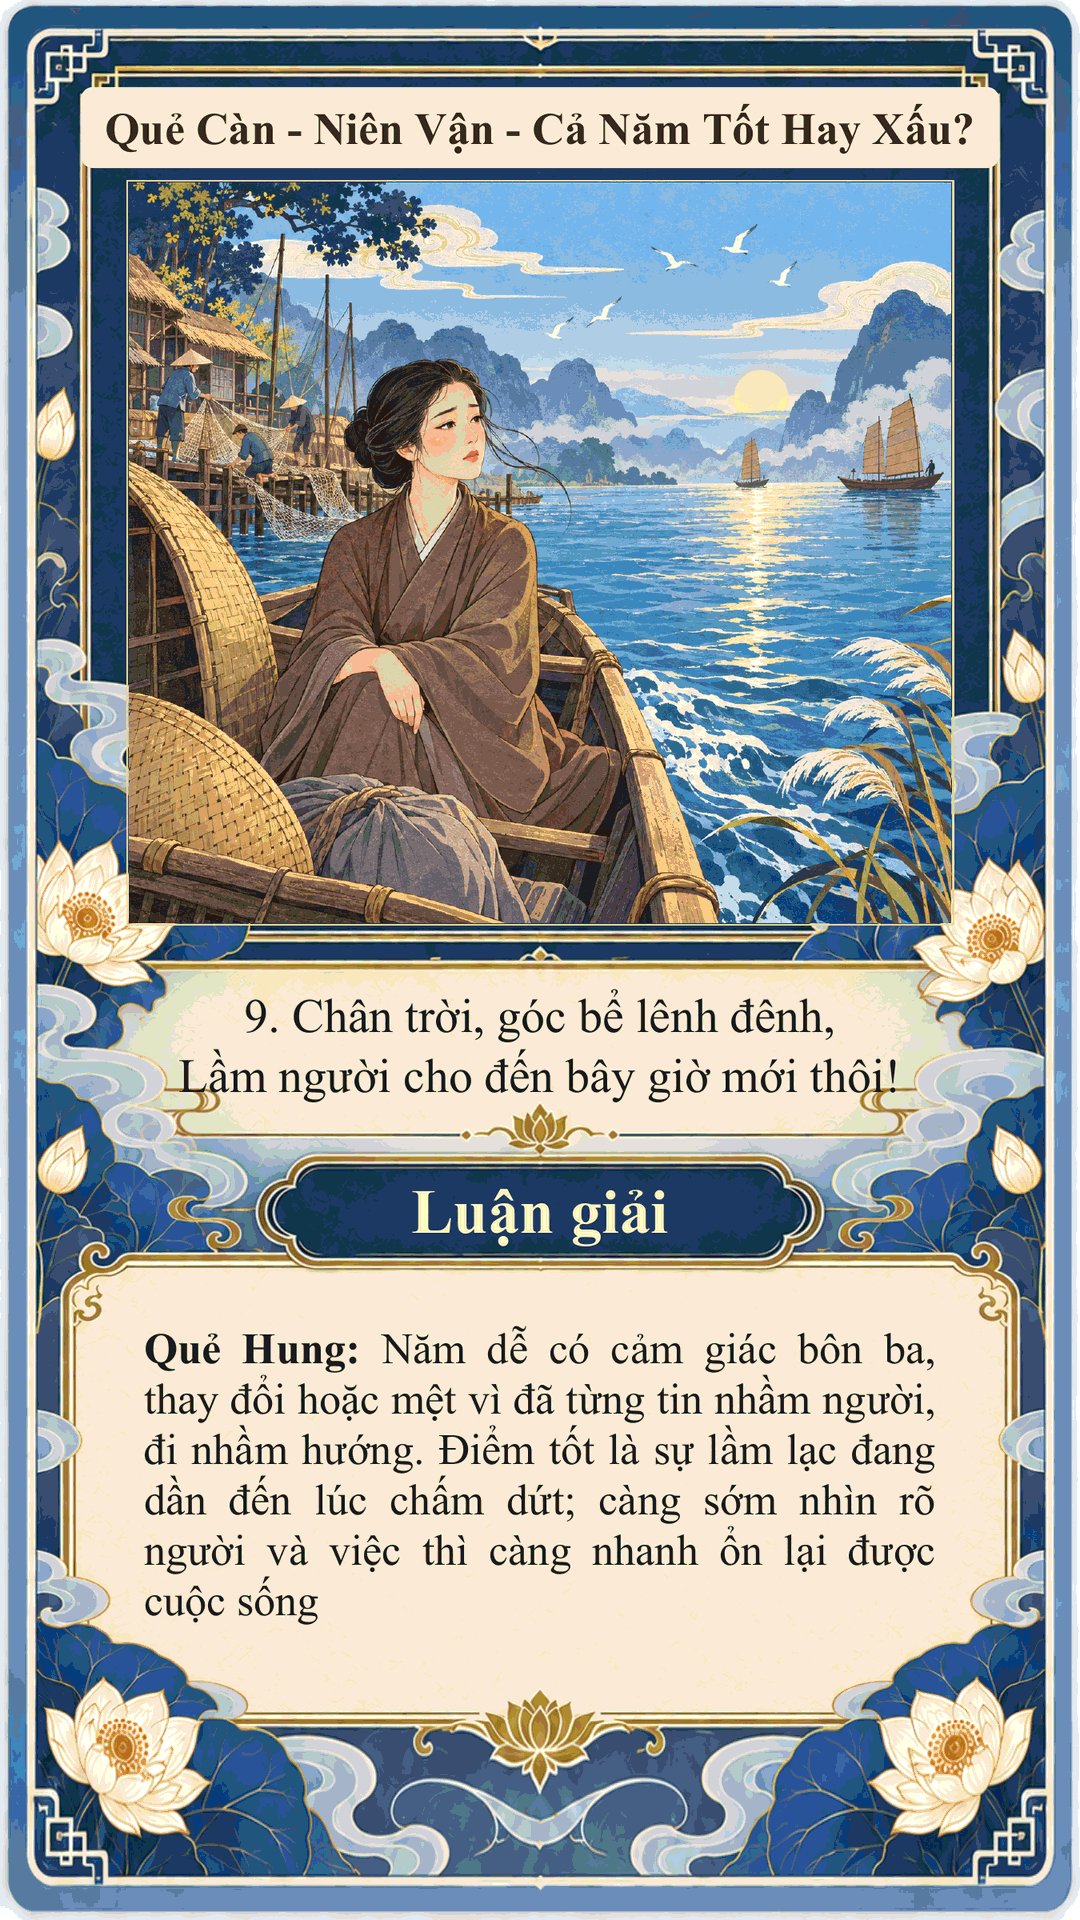 Quẻ Càn - Niên Vận - Cả Năm Tốt Hay Xấu?
9. Chân trời, góc bể lênh đênh,
Lầm người cho đến bây giờ mới thôi!
Luận giải
Quẻ Hung: Năm dễ có cảm giác bôn ba,
thay đổi hoặc mệt vì đã từng tin nhầm người,
đi nhầm hướng. Điểm tốt là sự lầm lạc đang
dần đến lúc chấm dứt; càng sớm nhìn rõ
người và việc thì càng nhanh ổn lại được
cuộc sống